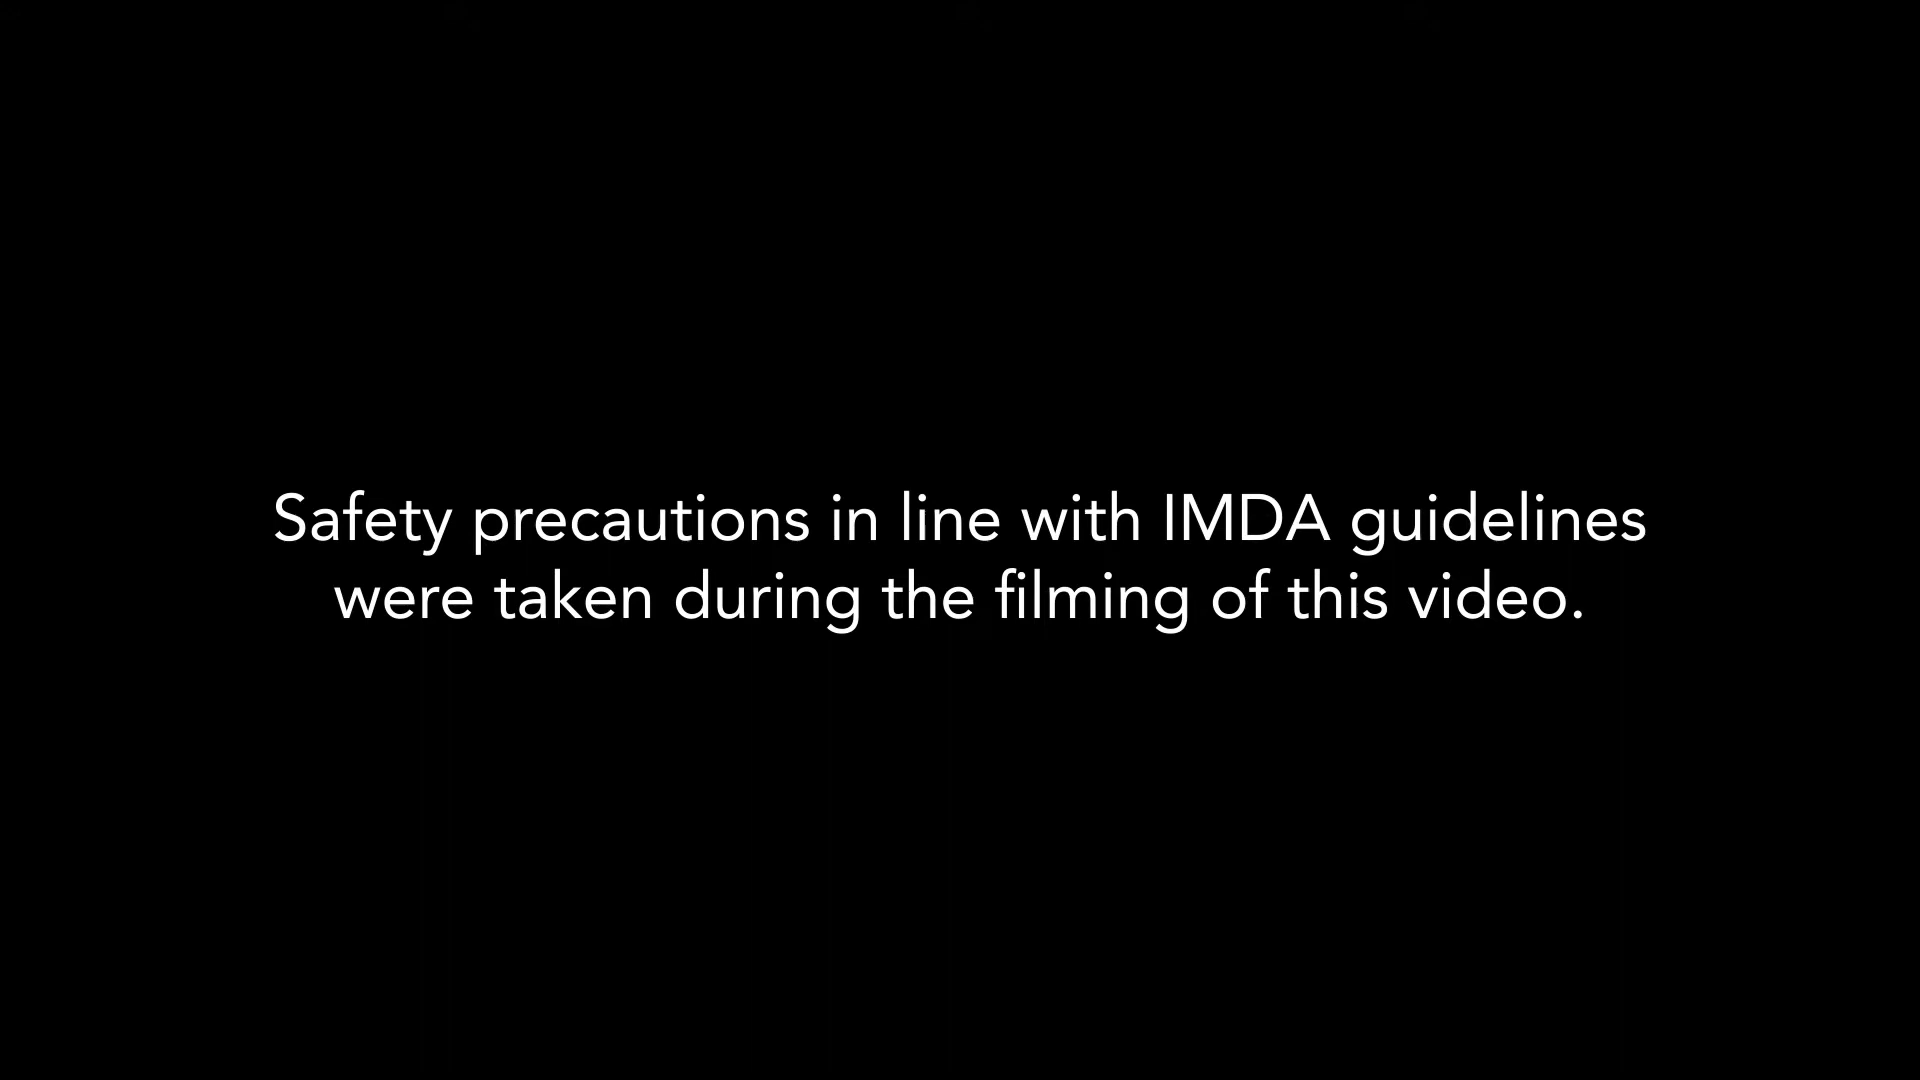 Safety precautions in line with IMDA guidelines
were taken during the filming of this video.